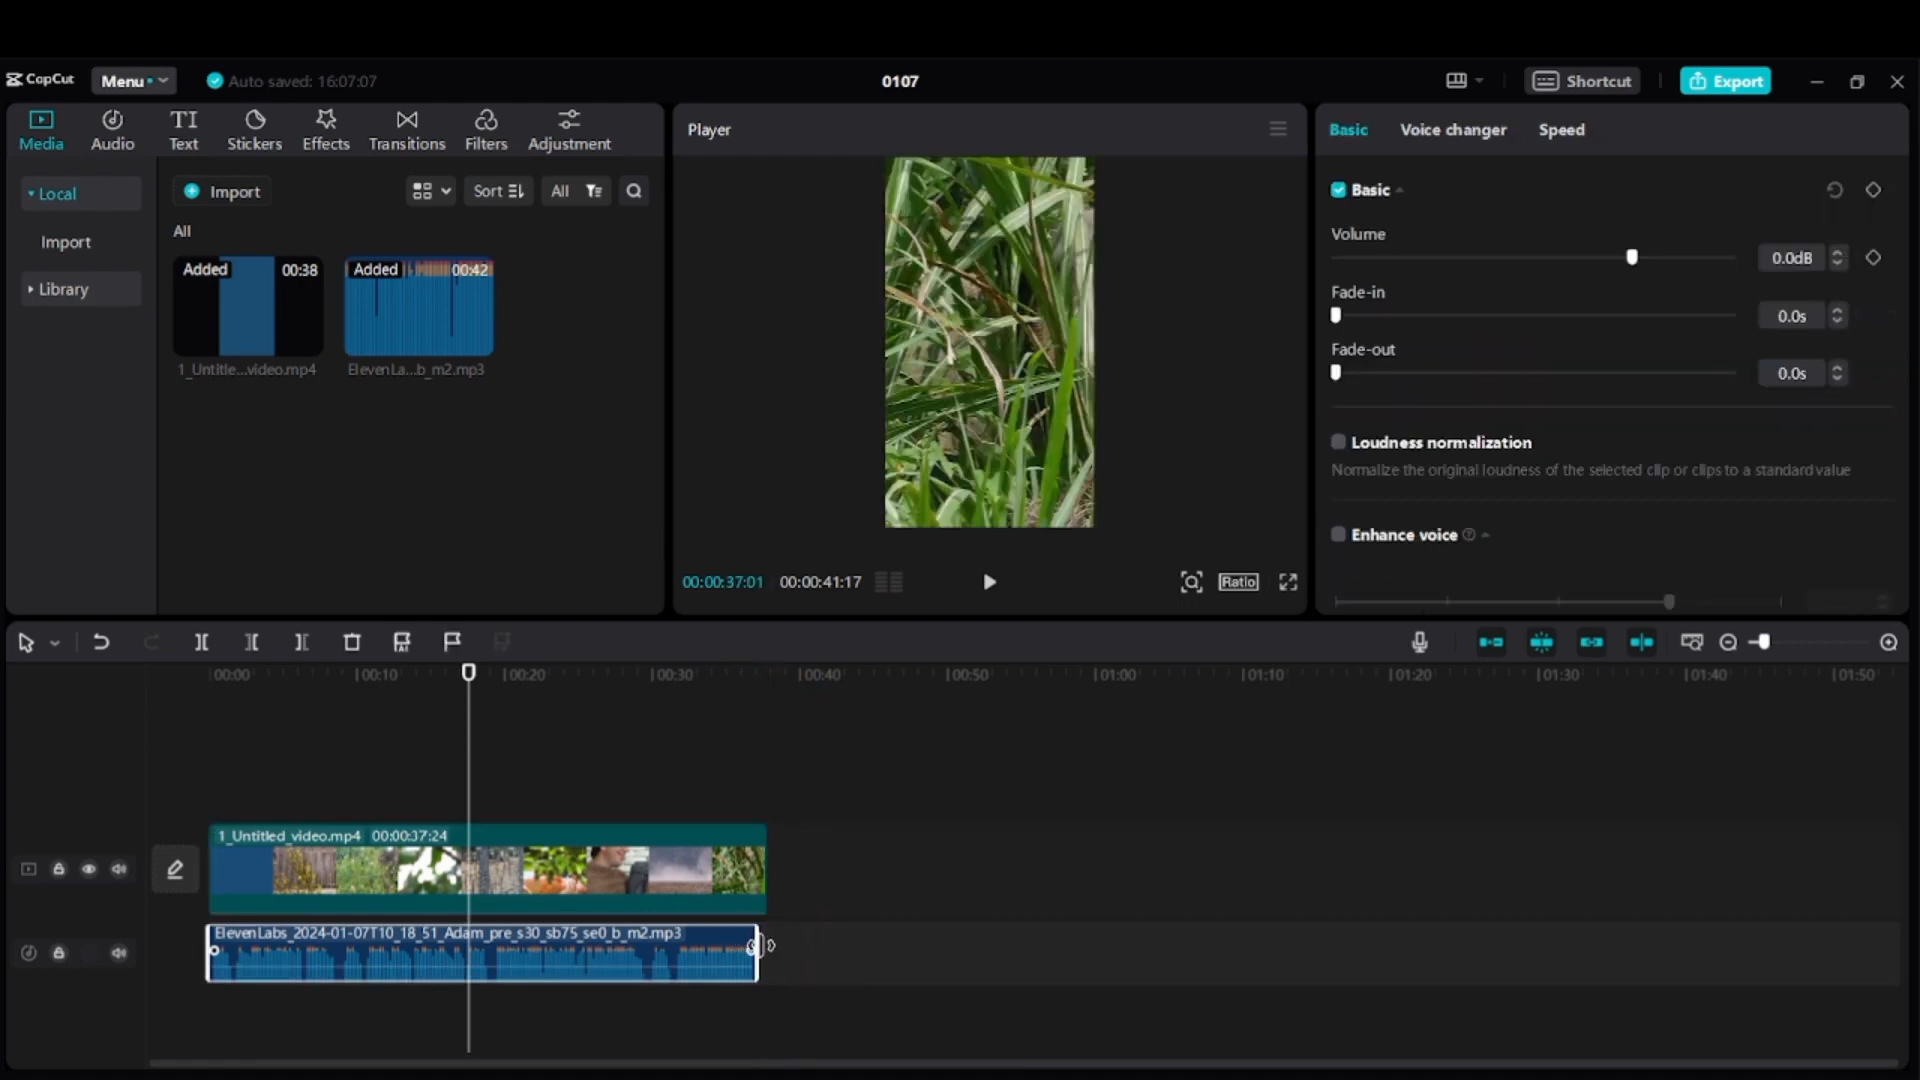 CapCut
Menu
Auto saved: 16:07:07
0107
Shortcut
Export
Media
Audio
TI
Text
Stickers
Effects
Transitions
Filters
Adjustment
Player
Basic
Voice changer
Speed
Local
Import
Library
Import
Sort
All
All
Added
00:38
1_Untitle...video.mp4
Added
00:42
ElevenLa...b_m2.mp3
00:00:37:01
00:00:41:17
Ratio
Basic
Volume
0.0dB
Fade-in
0.0s
Fade-out
0.0s
Loudness normalization
Normalize the original loudness of the selected clip or clips to a standard value
Enhance voice
00:00
00:10
00:20
00:30
00:40
00:50
01:00
01:10
01:20
01:30
01:40
01:50
1_Untitled_video.mp4 00:00:37:24
ElevenLabs_2024-01-07T10_18_51_Adam_pre_s30_sb75_se0_b_m2.mp3